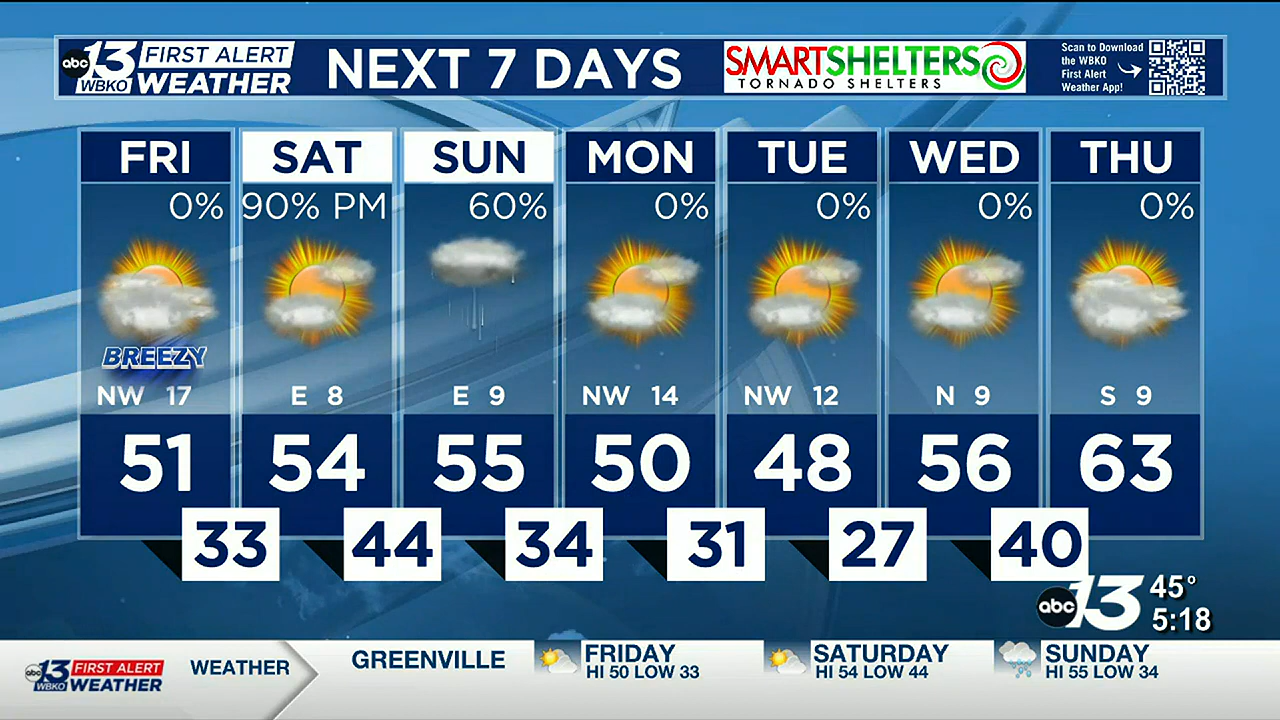 abc 13 WBKO FIRST ALERT WEATHER
NEXT 7 DAYS
SMARTSHELTERS
TORNADO SHELTERS
Scan to Download
the WBKO
First Alert
Weather App!
FRI SAT SUN MON TUE WED THU
0% 90% PM 60% 0% 0% 0% 0%
BREEZY
NW 17 E 8 E 9 NW 14 NW 12 N 9 S 9
51 54 55 50 48 56 63
33 44 34 31 27 40
abc 13
45°
5:18
abc 13 WBKO FIRST ALERT WEATHER
WEATHER
GREENVILLE
FRIDAY
HI 50 LOW 33
SATURDAY
HI 54 LOW 44
SUNDAY
HI 55 LOW 34